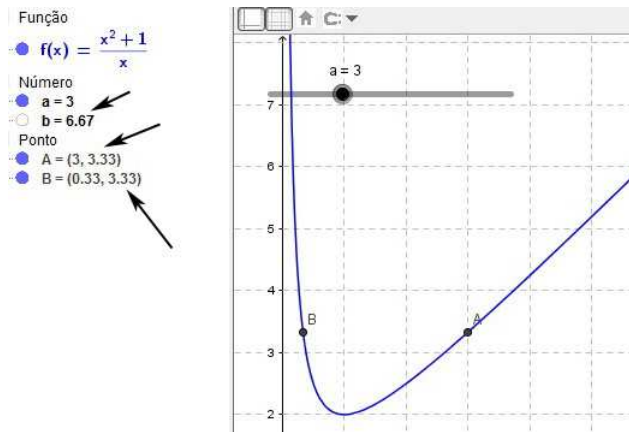 Função
f(x) = x² + 1 / x
Número
a = 3
b = 6.67
Ponto
A = (3, 3.33)
B = (0.33, 3.33)
a = 3
7
6
5
4
3
2
B
A